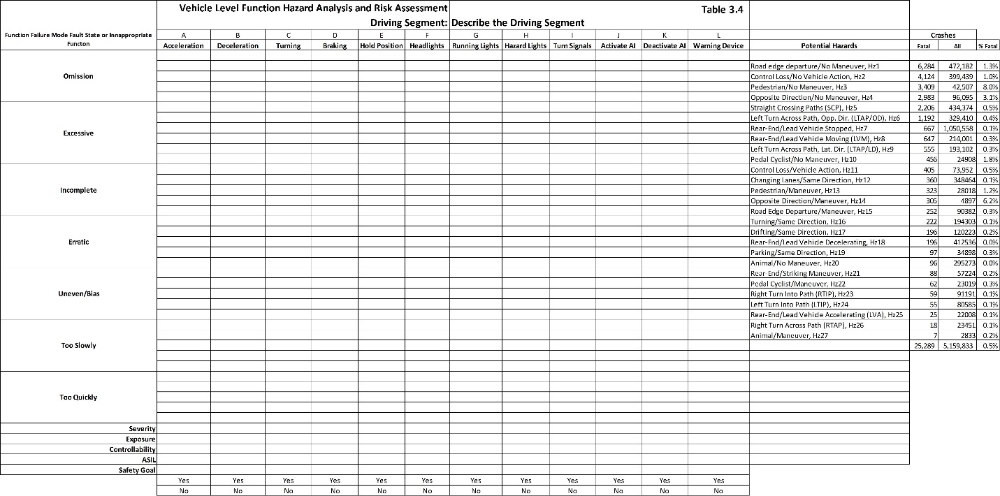 Vehicle Level Function Hazard Analysis and Risk Assessment Table 3.4
Driving Segment: Describe the Driving Segment
Function Failure Mode Fault State or Innappropriate
Functon
A B C D E F G H I J K L Crashes
Acceleration Deceleration Turning Braking Hold Position Headlights Running Lights Hazard Lights Turn Signals Activate AI Deactivate AI Warning Device Potential Hazards Fatal All % Fatal
Omission
Road edge departure/No Maneuver, Hz1 6,284 472,182 1.3%
Control Loss/No Vehicle Action, Hz2 4,124 399,439 1.0%
Pedestrian/No Maneuver, Hz3 3,409 42,507 8.0%
Opposite Direction/No Maneuver, Hz4 2,983 96,095 3.1%
Excessive
Straight Crossing Paths (SCP), Hz5 2,206 434,374 0.5%
Left Turn Across Path, Opp. Dir. (LTAP/OD), Hz6 1,192 329,410 0.4%
Rear-End/Lead Vehicle Stopped, Hz7 667 1,050,558 0.1%
Rear-End/Lead Vehicle Moving (LVM), Hz8 647 214,001 0.3%
Left Turn Across Path, Lat. Dir. (LTAP/LD), Hz9 555 193,102 0.3%
Pedal Cyclist/No Maneuver, Hz10 456 24908 1.8%
Incomplete
Control Loss/Vehicle Action, Hz11 405 73,952 0.5%
Changing Lanes/Same Direction, Hz12 360 348464 0.1%
Pedestrian/Maneuver, Hz13 323 28018 1.2%
Opposite Direction/Maneuver, Hz14 305 4897 6.2%
Road Edge Departure/Maneuver, Hz15 252 90382 0.3%
Erratic
Turning/Same Direction, Hz16 222 194303 0.1%
Drifting/Same Direction, Hz17 196 120223 0.2%
Rear-End/Lead Vehicle Decelerating, Hz18 196 412536 0.0%
Parking/Same Direction, Hz19 97 34898 0.3%
Animal/No Maneuver, Hz20 96 295273 0.0%
Uneven/Bias
Rear-End/Striking Maneuver, Hz21 88 57224 0.2%
Pedal Cyclist/Maneuver, Hz22 62 23019 0.3%
Right Turn Into Path (RTIP), Hz23 59 91191 0.1%
Left Turn Into Path (LTIP), Hz24 55 80585 0.1%
Rear-End/Lead Vehicle Accelerating (LVA), Hz25 25 22008 0.1%
Too Slowly
Right Turn Across Path (RTAP), Hz26 18 23451 0.1%
Animal/Maneuver, Hz27 7 2833 0.2%
25,289 5,159,833 0.5%
Too Quickly
Severity
Exposure
Controllability
ASIL
Safety Goal
Yes Yes Yes Yes Yes Yes Yes Yes Yes Yes Yes Yes
No No No No No No No No No No No No